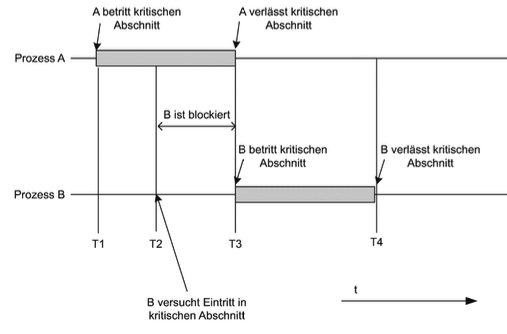 A betritt kritischen
Abschnitt
A verlässt kritischen
Abschnitt
Prozess A
B ist blockiert
B betritt kritischen
Abschnitt
B verlässt kritischen
Abschnitt
Prozess B
T1
T2
T3
T4
B versucht Eintritt in
kritischen Abschnitt
t